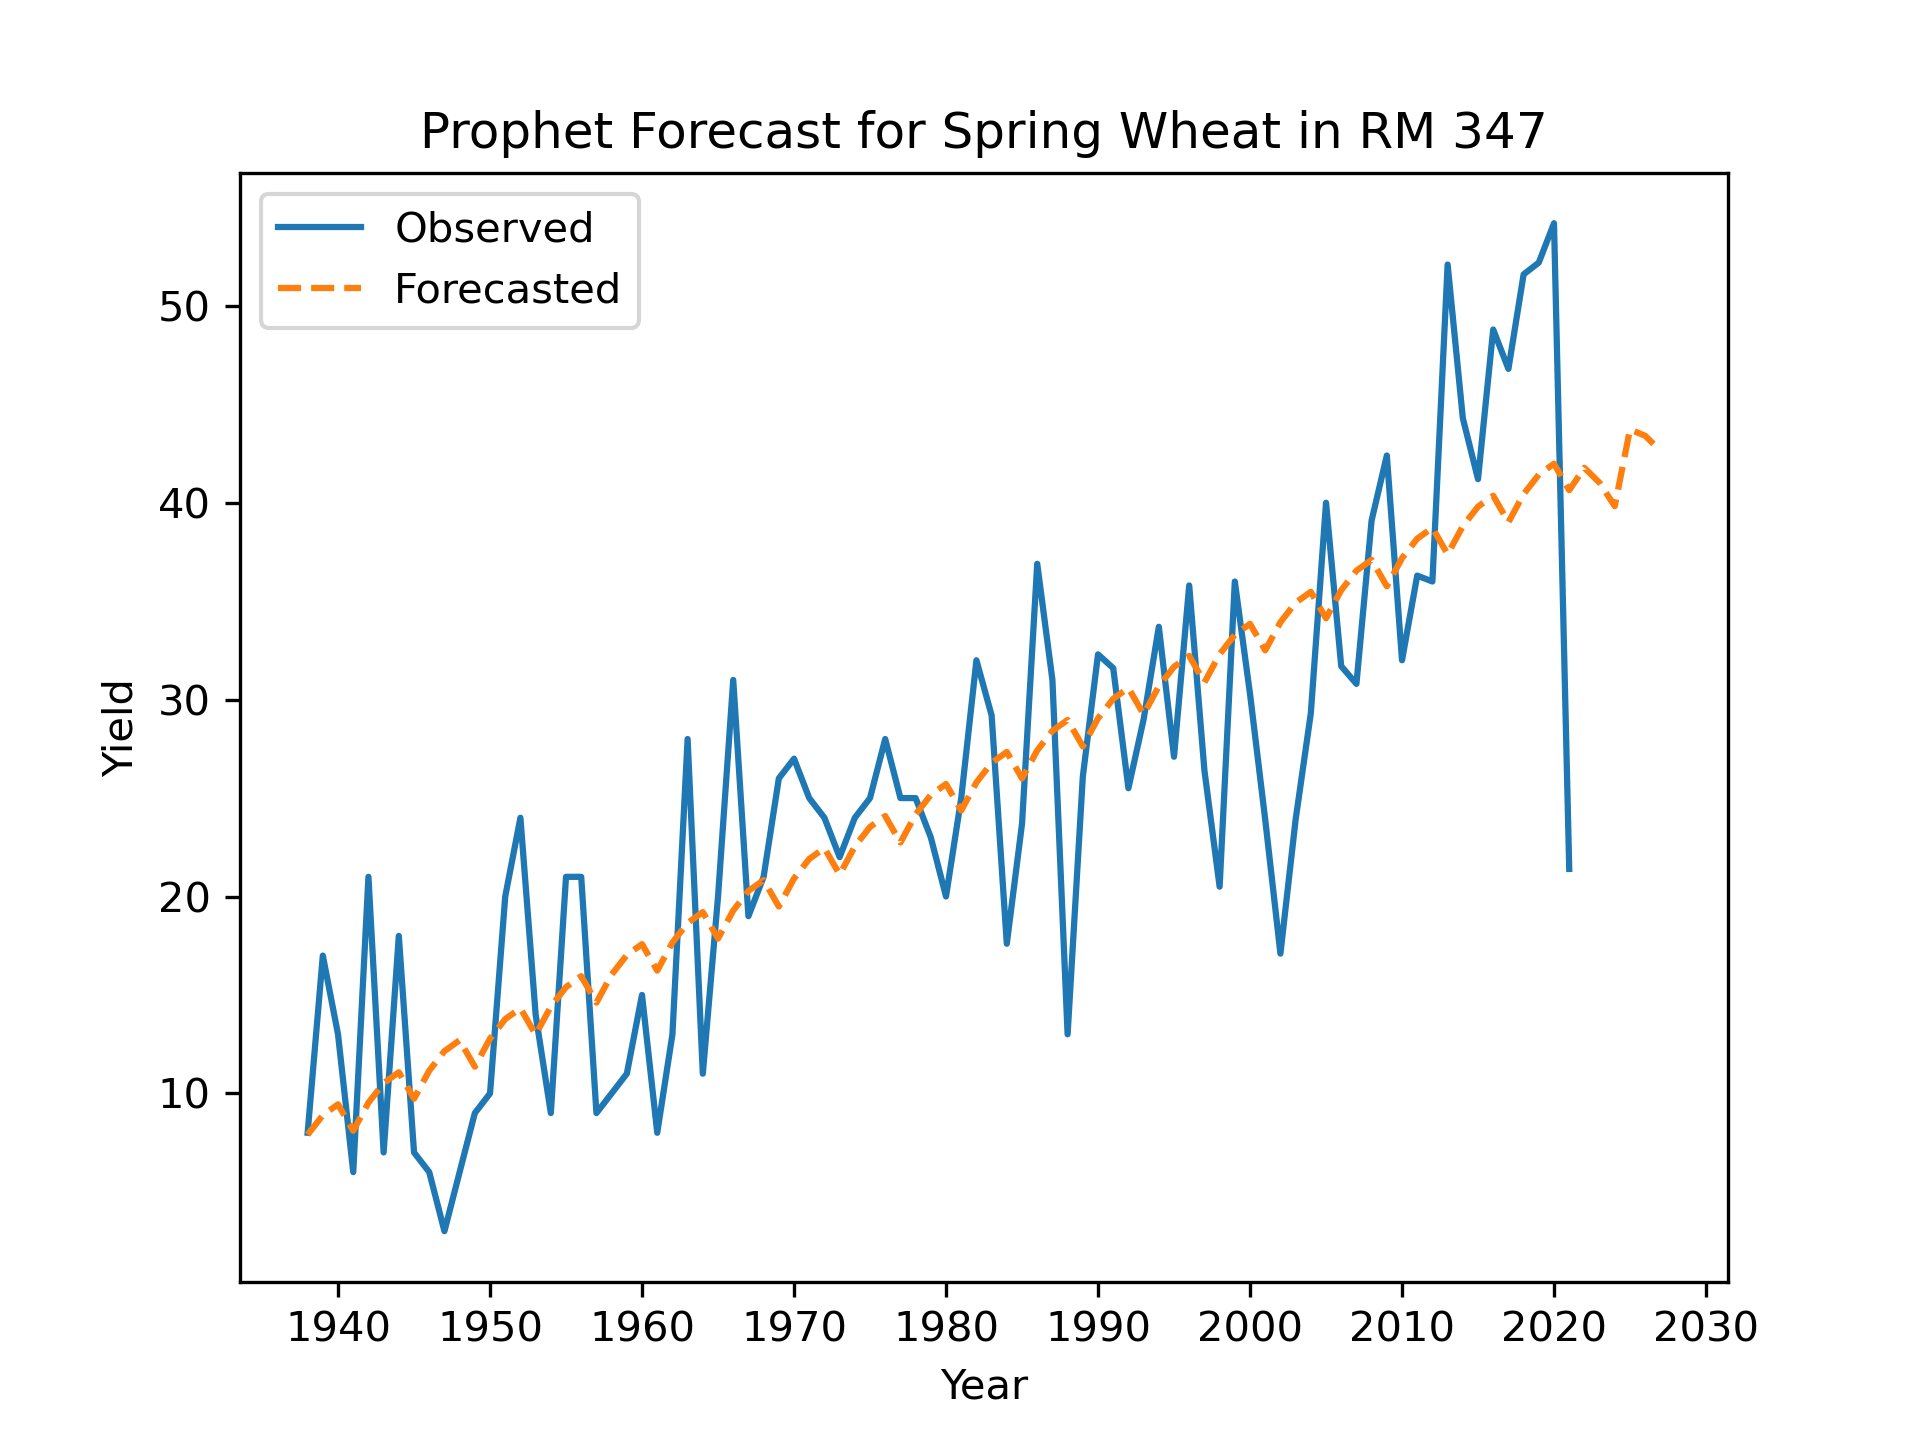 Prophet Forecast for Spring Wheat in RM 347
Observed
Forecasted
50
40
30
20
10
Yield
1940 1950 1960 1970 1980 1990 2000 2010 2020 2030
Year